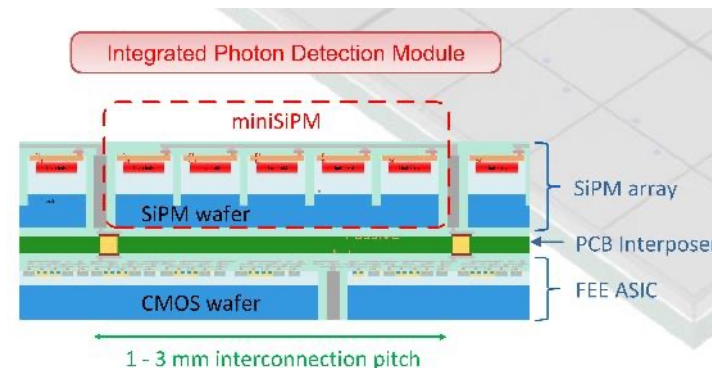 Integrated Photon Detection Module
miniSiPM
SiPM array
SiPM wafer
PCB Interposer
FEE ASIC
CMOS wafer
1 - 3 mm interconnection pitch